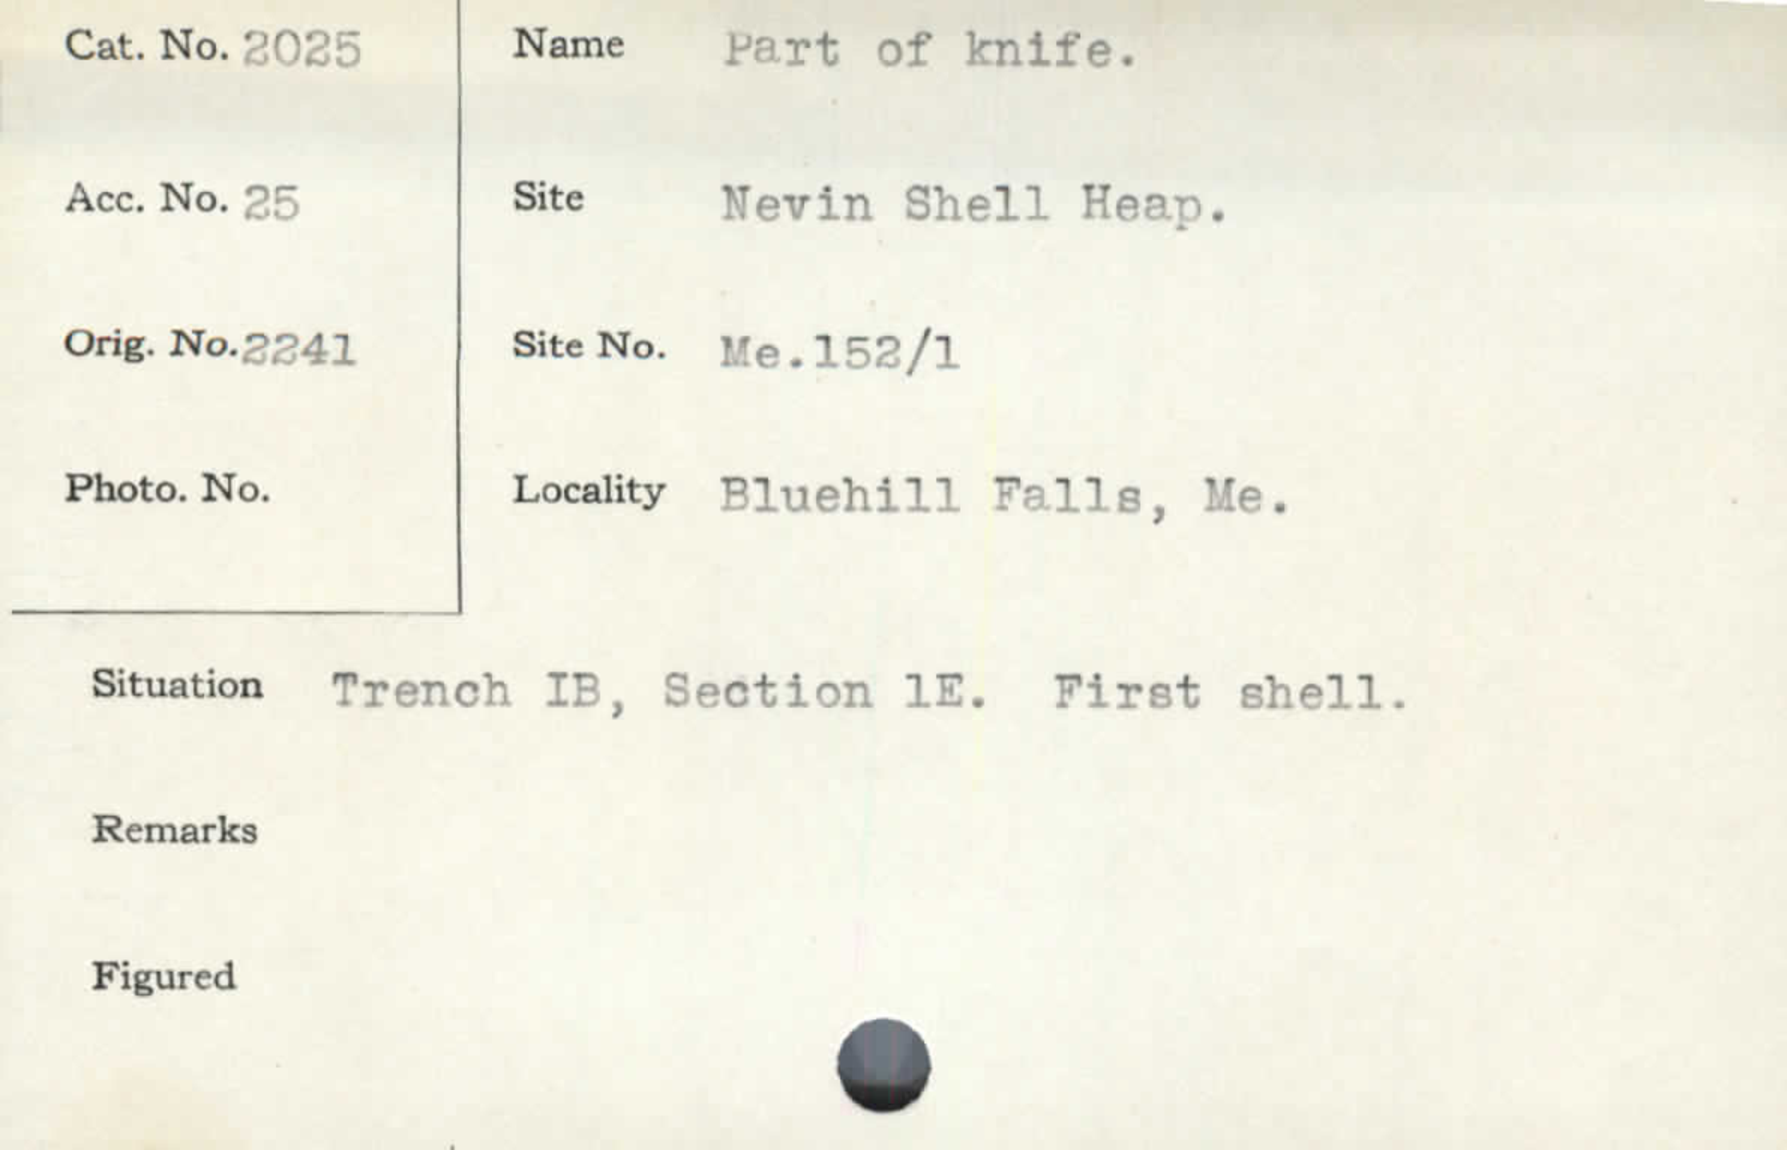 Cat. No. 2025
Acc. No. 25
Orig. No. 2241
Photo. No.
Name Part of knife.
Site Nevin Shell Heap.
Site No. Me.152/1
Locality Bluehill Falls, Me.
Situation Trench IB, Section 1E. First shell.
Remarks
Figured